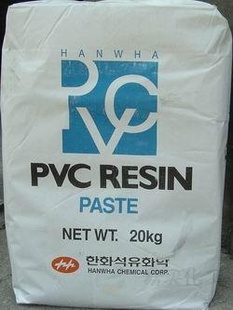 HANWHA
PVC
PVC RESIN
PASTE
NET WT. 20kg
한화석유화학
HANWHA CHEMICAL CORP.